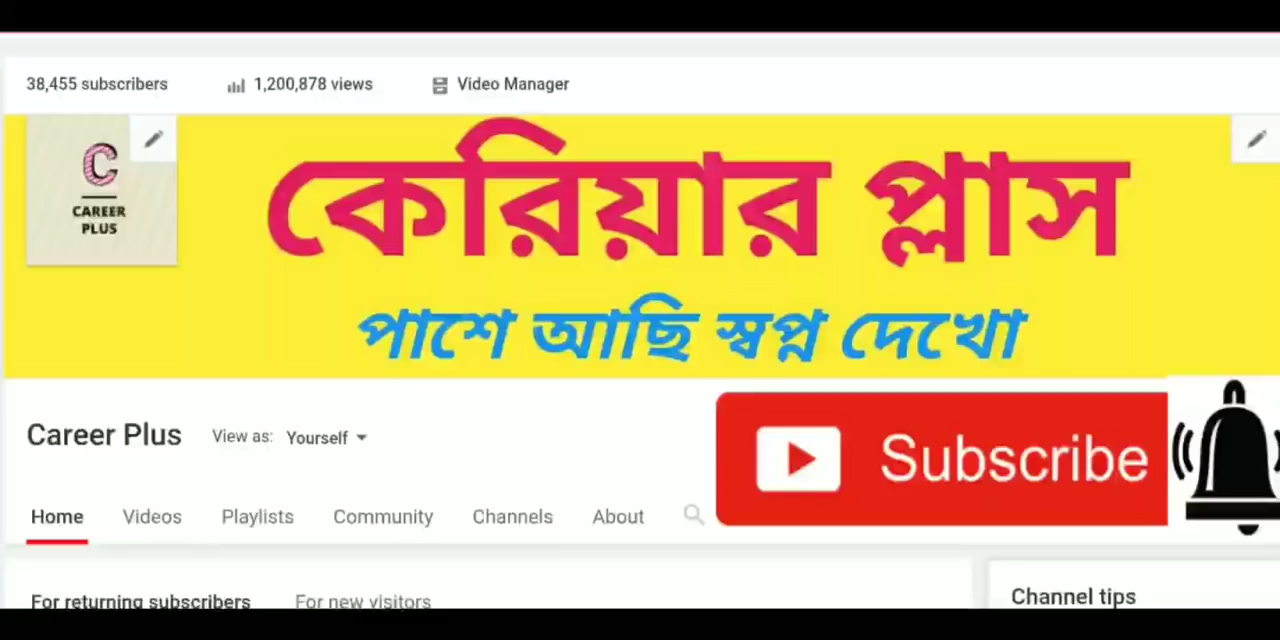 38,455 subscribers 1,200,878 views Video Manager
C
CAREER
PLUS
কেরিয়ার প্লাস
পাশে আছি স্বপ্ন দেখো
Career Plus View as: Yourself
Subscribe
Home Videos Playlists Community Channels About
For returning subscribers For new visitors
Channel tips